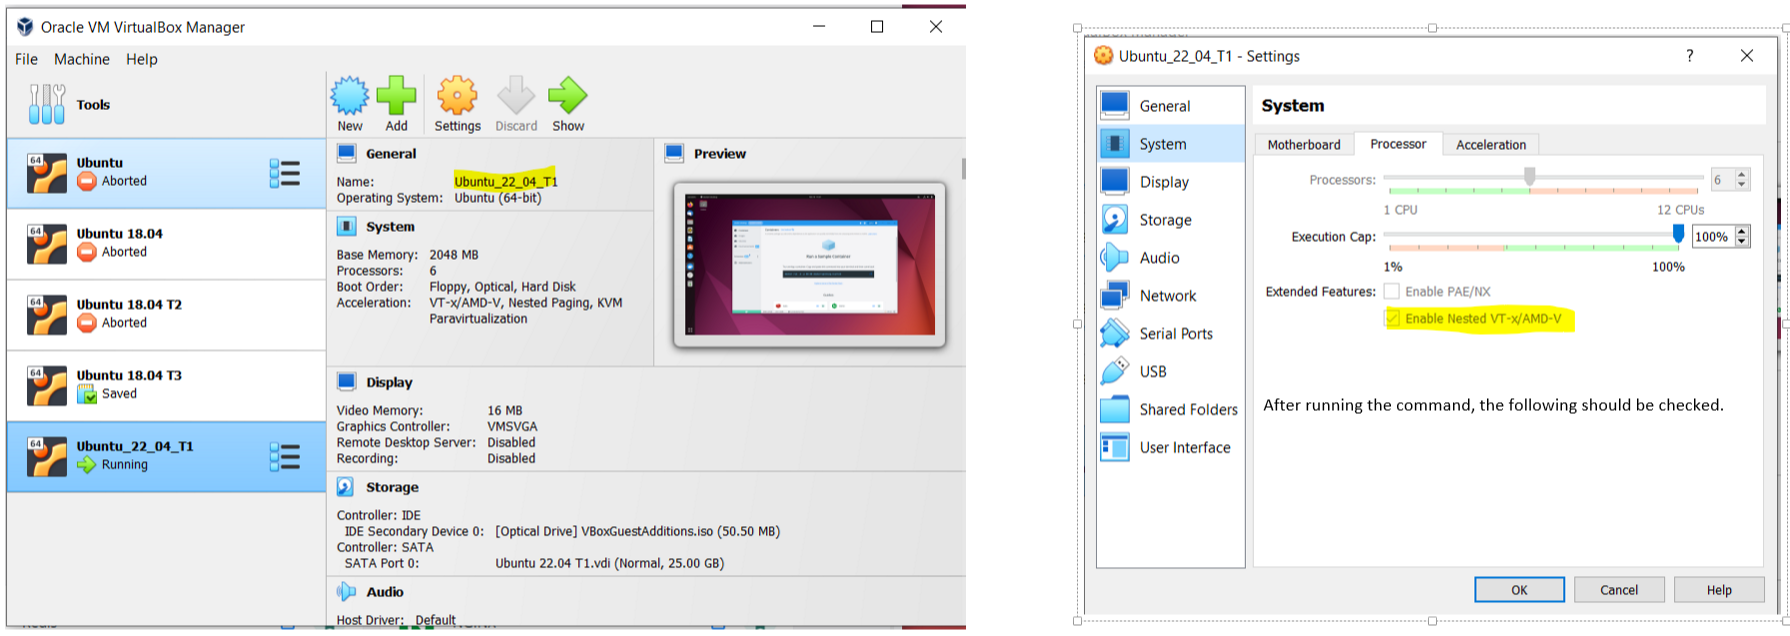 Oracle VM VirtualBox Manager
File Machine Help
Tools
New Add Settings Discard Show
64 Ubuntu
Aborted
64 Ubuntu 18.04
Aborted
64 Ubuntu 18.04 T2
Aborted
64 Ubuntu 18.04 T3
Saved
64 Ubuntu_22_04_T1
Running
General
Name: Ubuntu_22_04_T1
Operating System: Ubuntu (64-bit)
System
Base Memory: 2048 MB
Processors: 6
Boot Order: Floppy, Optical, Hard Disk
Acceleration: VT-x/AMD-V, Nested Paging, KVM
Paravirtualization
Preview
Run a Sample Container
Display
Video Memory: 16 MB
Graphics Controller: VMSVGA
Remote Desktop Server: Disabled
Recording: Disabled
Storage
Controller: IDE
IDE Secondary Device 0: [Optical Drive] VBoxGuestAdditions.iso (50.50 MB)
Controller: SATA
SATA Port 0: Ubuntu 22.04 T1.vdi (Normal, 25.00 GB)
Audio
Host Driver: Default
Ubuntu_22_04_T1 - Settings
?
General
System
Display
Storage
Audio
Network
Serial Ports
USB
Shared Folders
User Interface
System
Motherboard Processor Acceleration
Processors: 6
1 CPU 12 CPUs
Execution Cap: 100%
1% 100%
Extended Features: Enable PAE/NX
Enable Nested VT-x/AMD-V
After running the command, the following should be checked.
OK Cancel Help